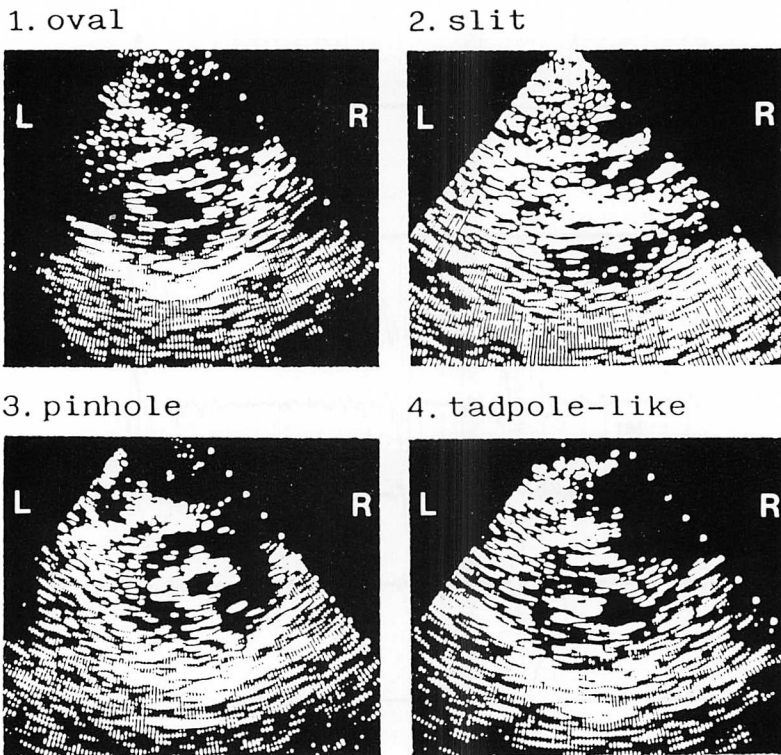 1. oval
2. slit
L R
L R
3. pinhole
4. tadpole-like
L R
L R